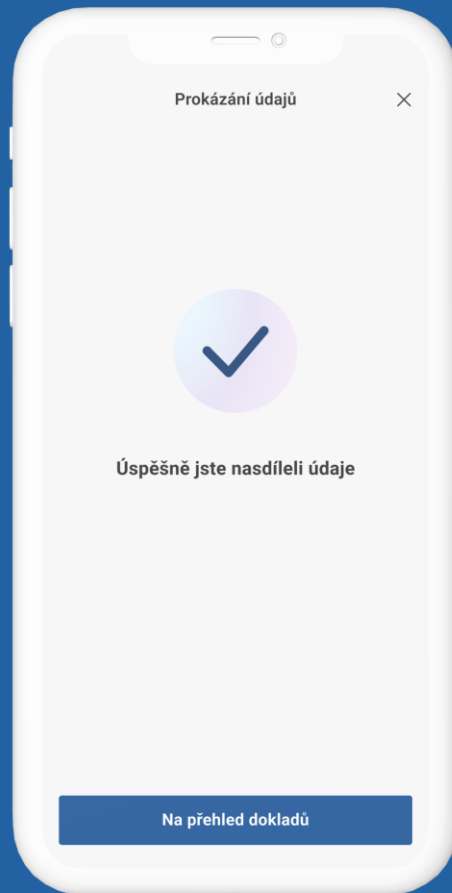 Prokázání údajů
Úspěšně jste nasdíleli údaje
Na přehled dokladů